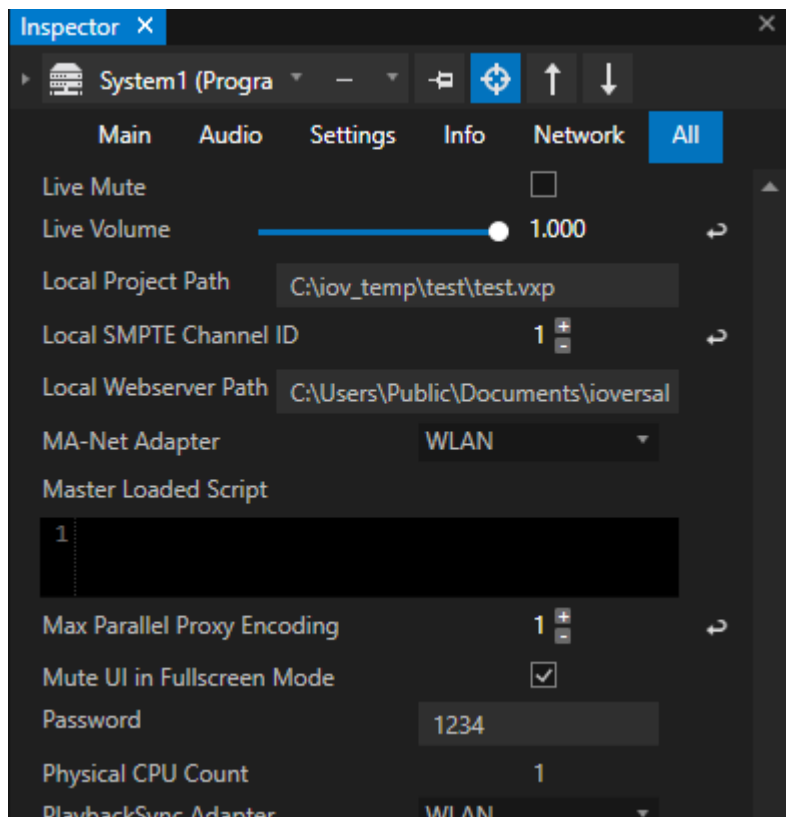 Inspector
System1 (Progra
Main Audio Settings Info Network All
Live Mute
Live Volume 1.000
Local Project Path C:\iov_temp\test\test.vxp
Local SMPTE Channel ID 1
Local Webserver Path C:\Users\Public\Documents\ioversal
MA-Net Adapter WLAN
Master Loaded Script
1
Max Parallel Proxy Encoding 1
Mute UI in Fullscreen Mode
Password 1234
Physical CPU Count 1
PlaybackSync Adapter WLAN